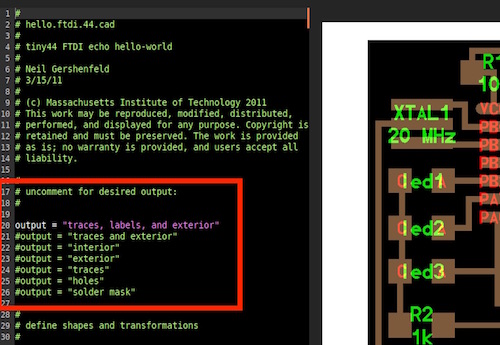 1 #
2 # hello.ftdi.44.cad
3 #
4 # tiny44 FTDI echo hello-world
5 #
6 # Neil Gershenfeld
7 # 3/15/11
8 #
9 # (c) Massachusetts Institute of Technology 2011
10 # This work may be reproduced, modified, distributed,
11 # performed, and displayed for any purpose. Copyright is
12 # retained and must be preserved. The work is provided
13 # as is; no warranty is provided, and users accept all
14 # liability.
15
16 #
17 # uncomment for desired output:
18 #
19
20 output = "traces, labels, and exterior"
21 #output = "traces and exterior"
22 #output = "interior"
23 #output = "exterior"
24 #output = "traces"
25 #output = "holes"
26 #output = "solder mask"
27
28 #
29 # define shapes and transformations
30 #
R1
10
XTAL1
20 MHz
VC
PB
PB
PB
PB
PA
PA
led1
led2
led3
C A
C A
C A
R2
1k